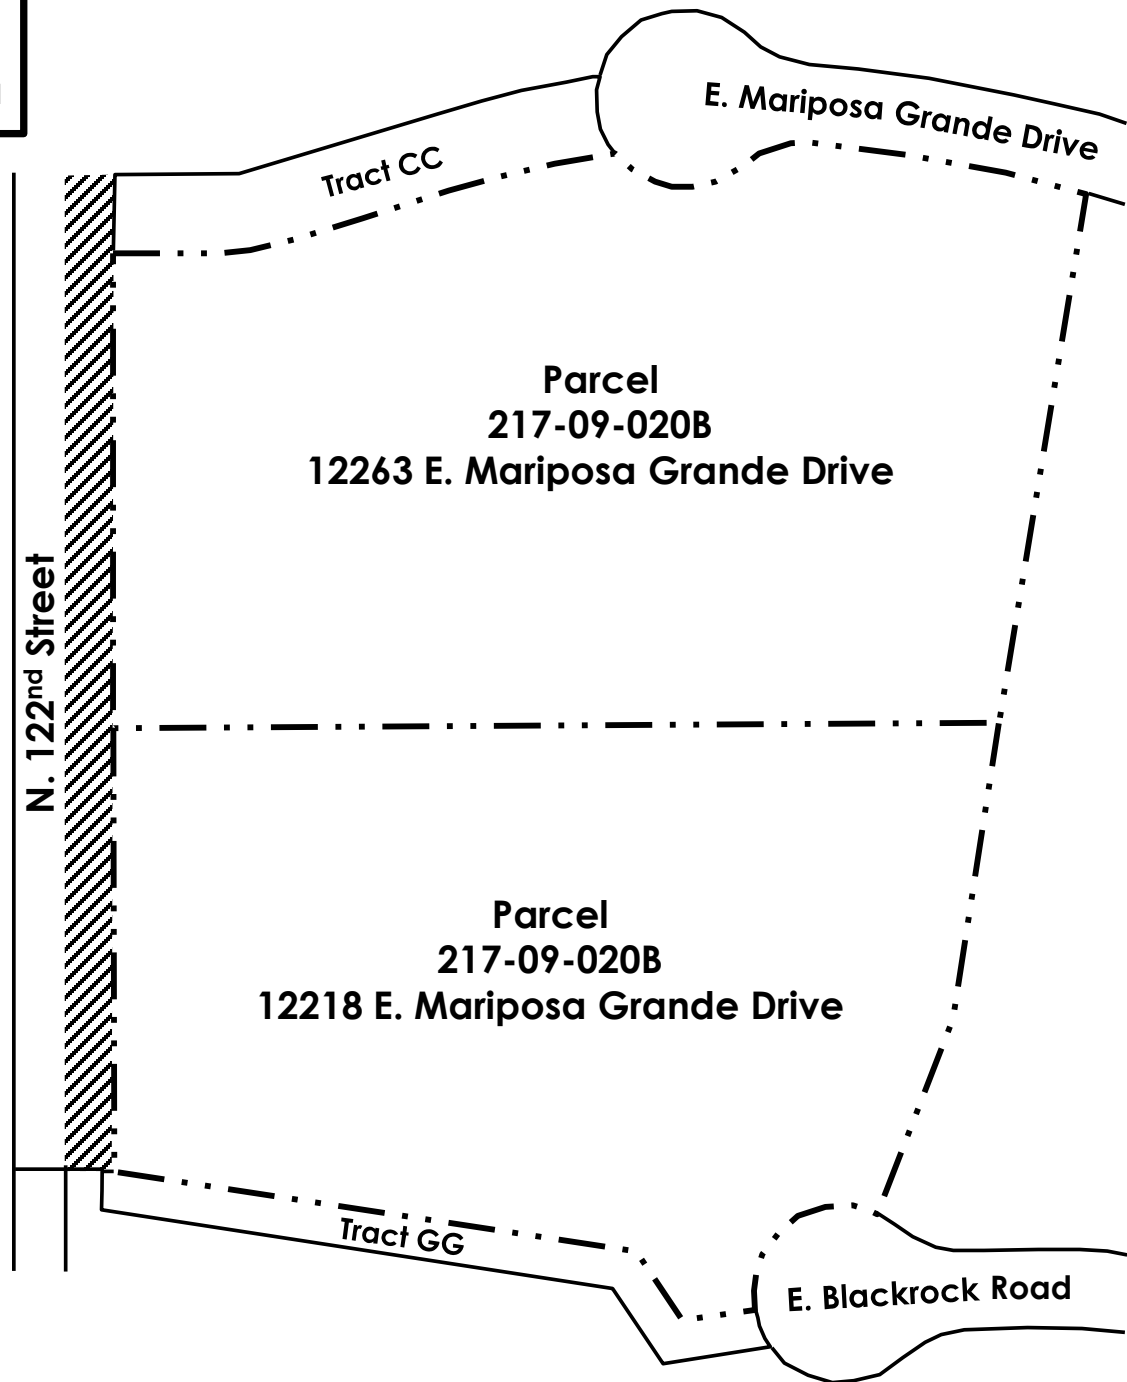 E. Mariposa Grande Drive
Tract CC
Parcel
217-09-020B
12263 E. Mariposa Grande Drive
N. 122nd Street
Parcel
217-09-020B
12218 E. Mariposa Grande Drive
Tract GG
E. Blackrock Road